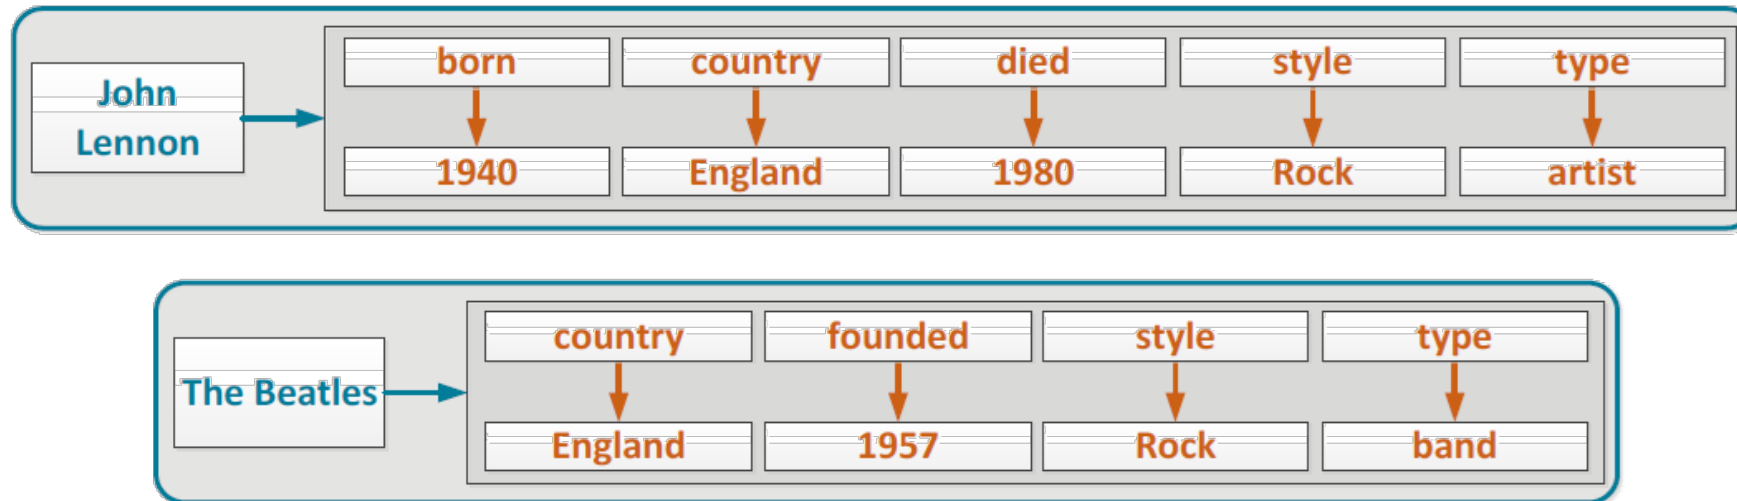 born country died style type
John
Lennon
1940 England 1980 Rock artist
country founded style type
The Beatles
England 1957 Rock band